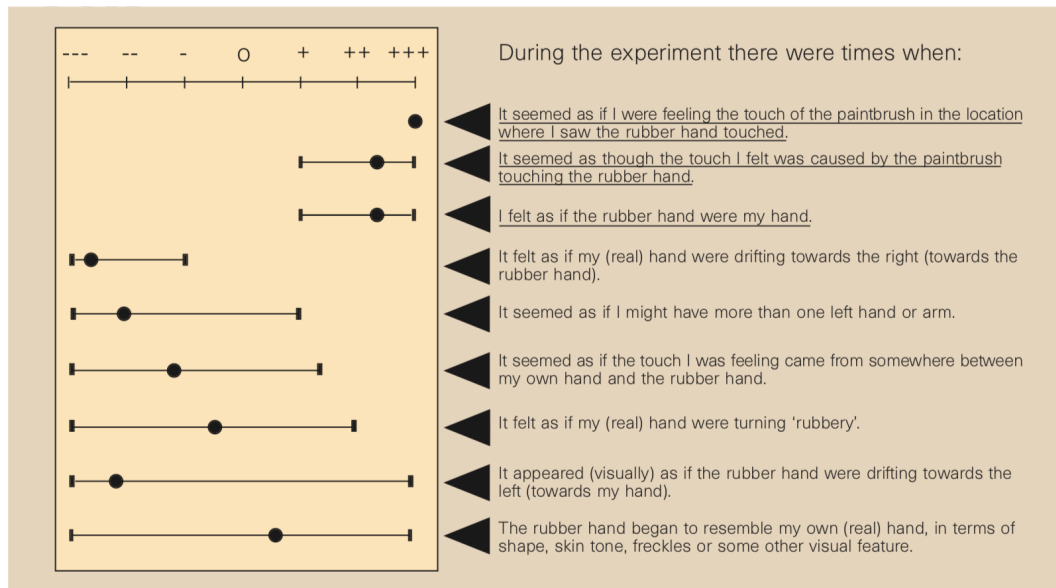 --- -- - O + ++ +++
During the experiment there were times when:
It seemed as if I were feeling the touch of the paintbrush in the location
where I saw the rubber hand touched.
It seemed as though the touch I felt was caused by the paintbrush
touching the rubber hand.
I felt as if the rubber hand were my hand.
It felt as if my (real) hand were drifting towards the right (towards the
rubber hand).
It seemed as if I might have more than one left hand or arm.
It seemed as if the touch I was feeling came from somewhere between
my own hand and the rubber hand.
It felt as if my (real) hand were turning ‘rubbery’.
It appeared (visually) as if the rubber hand were drifting towards the
left (towards my hand).
The rubber hand began to resemble my own (real) hand, in terms of
shape, skin tone, freckles or some other visual feature.